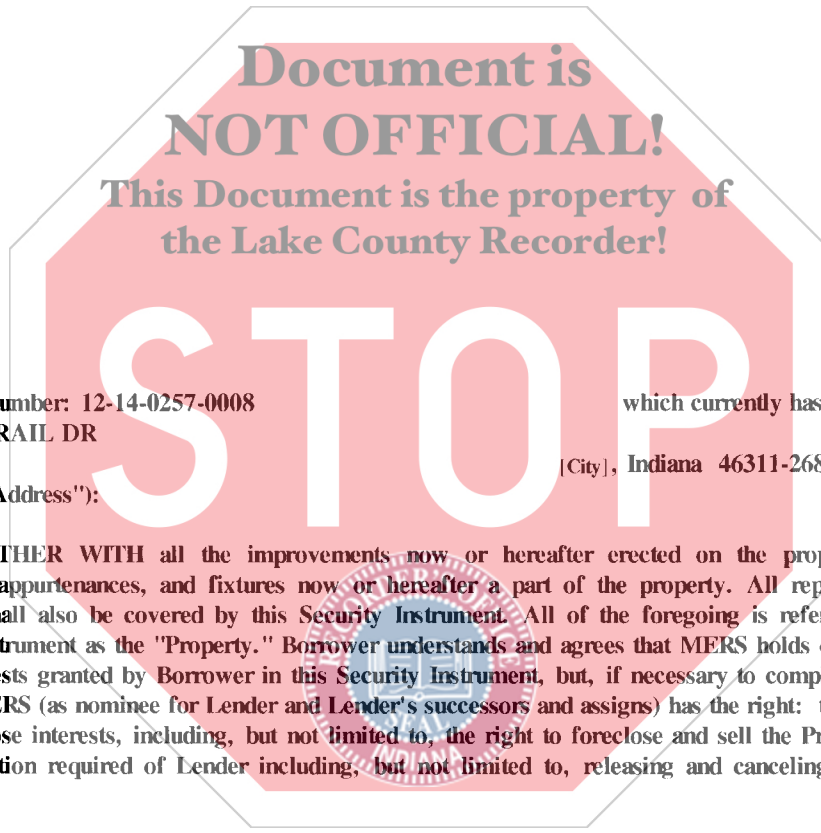 Document is
NOT OFFICIAL!
This Document is the property of
the Lake County Recorder!
STOP
umber: 12-14-0257-0008 which currently has
RAIL DR
[City], Indiana 46311-268
Address"):
THER WITH all the improvements now or hereafter erected on the prop
appurtenances, and fixtures now or hereafter a part of the property. All rep
all also be covered by this Security Instrument. All of the foregoing is refer
trument as the "Property." Borrower understands and agrees that MERS holds
sts granted by Borrower in this Security Instrument, but, if necessary to comp
RS (as nominee for Lender and Lender's successors and assigns) has the right: t
se interests, including, but not limited to, the right to foreclose and sell the Pr
tion required of Lender including, but not limited to, releasing and canceling
SEAL
INDIANA